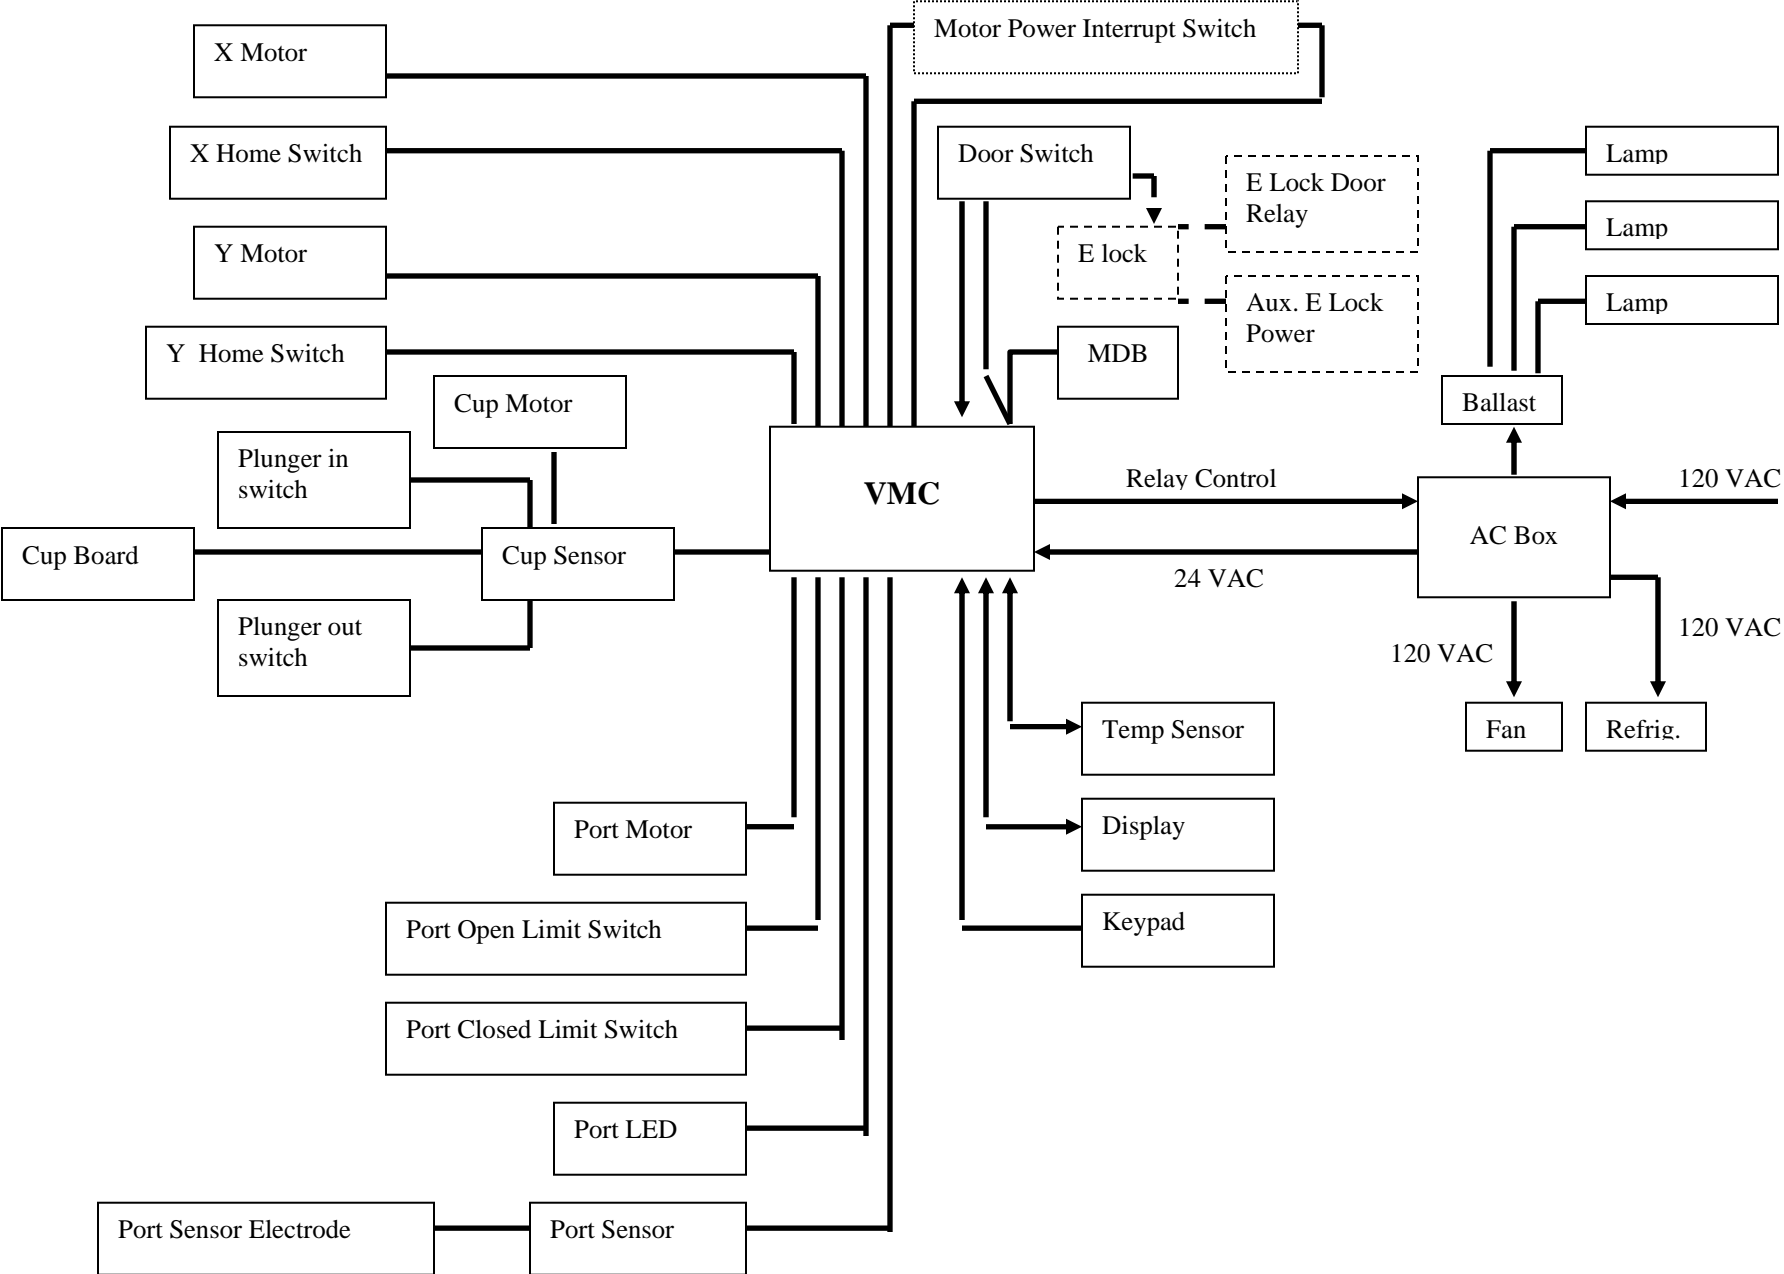 Motor Power Interrupt Switch
X Motor
X Home Switch
Door Switch
Lamp
E Lock Door
Relay
Lamp
Y Motor
E lock
Aux. E Lock
Power
Lamp
Y Home Switch
MDB
Cup Motor
Ballast
Plunger in
switch
VMC
Relay Control
120 VAC
AC Box
Cup Board
Cup Sensor
24 VAC
Plunger out
switch
120 VAC
120 VAC
Temp Sensor
Fan
Refrig.
Port Motor
Display
Port Open Limit Switch
Keypad
Port Closed Limit Switch
Port LED
Port Sensor Electrode
Port Sensor